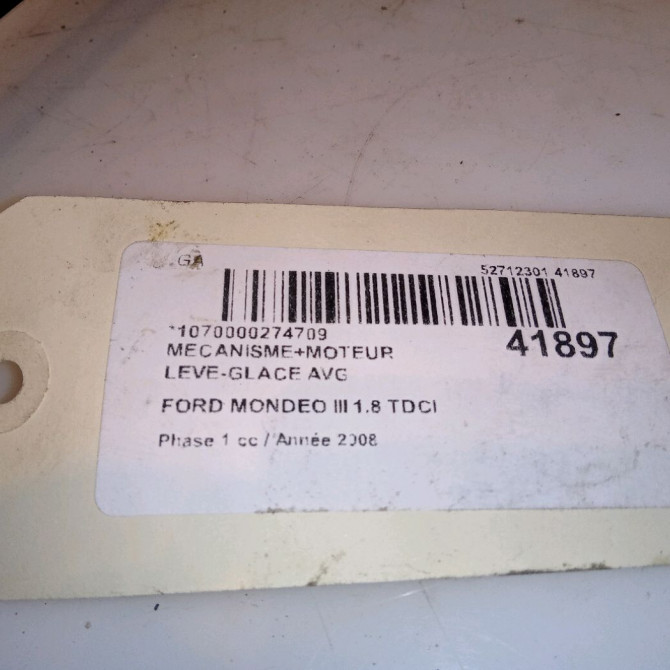 52712301 41897
*1070000274709
41897
MECANISME+MOTEUR
LEVE-GLACE AVG
FORD MONDEO III 1.8 TDCI
Phase 1 cc / Année 2008